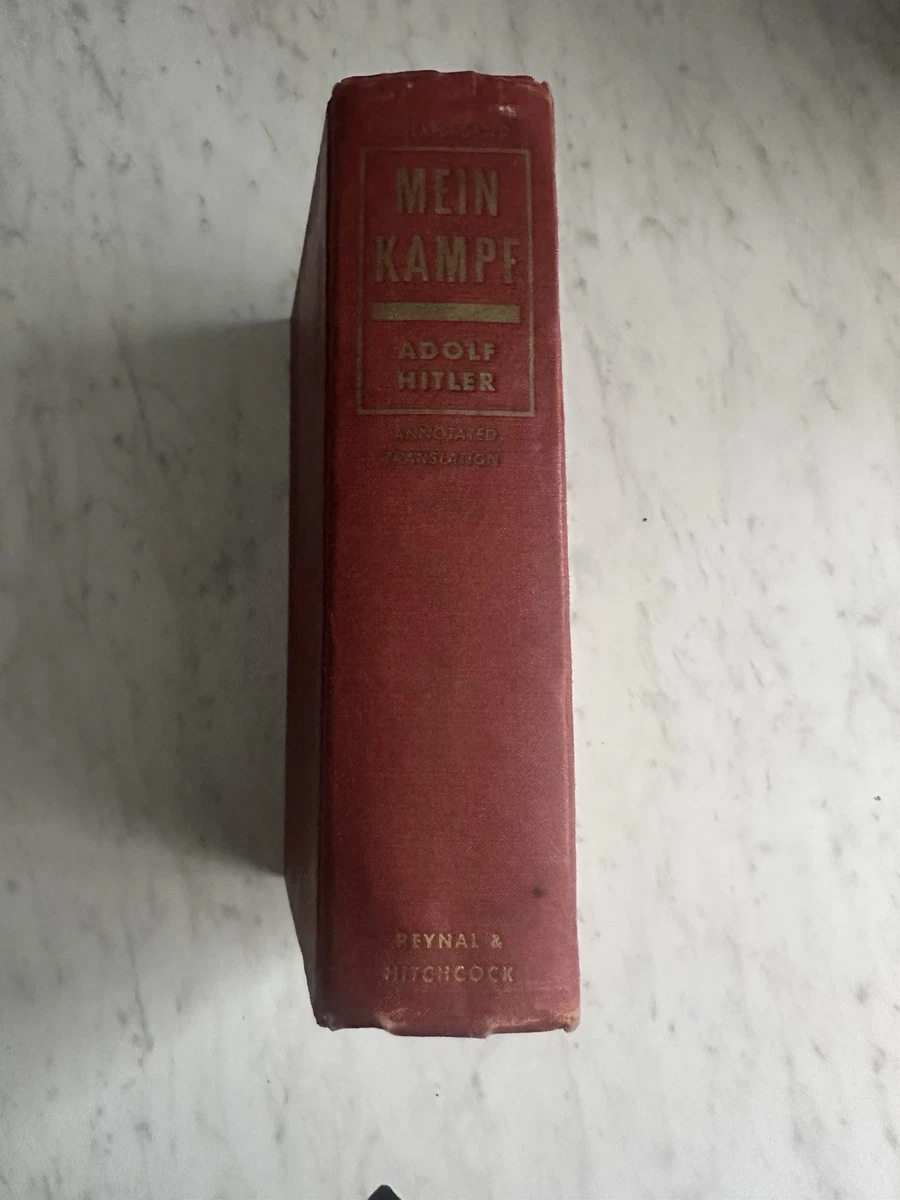 MEIN
KAMPF
ADOLF
HITLER
ANNOTATED
TRANSLATION
REYNAL &
HITCHCOCK